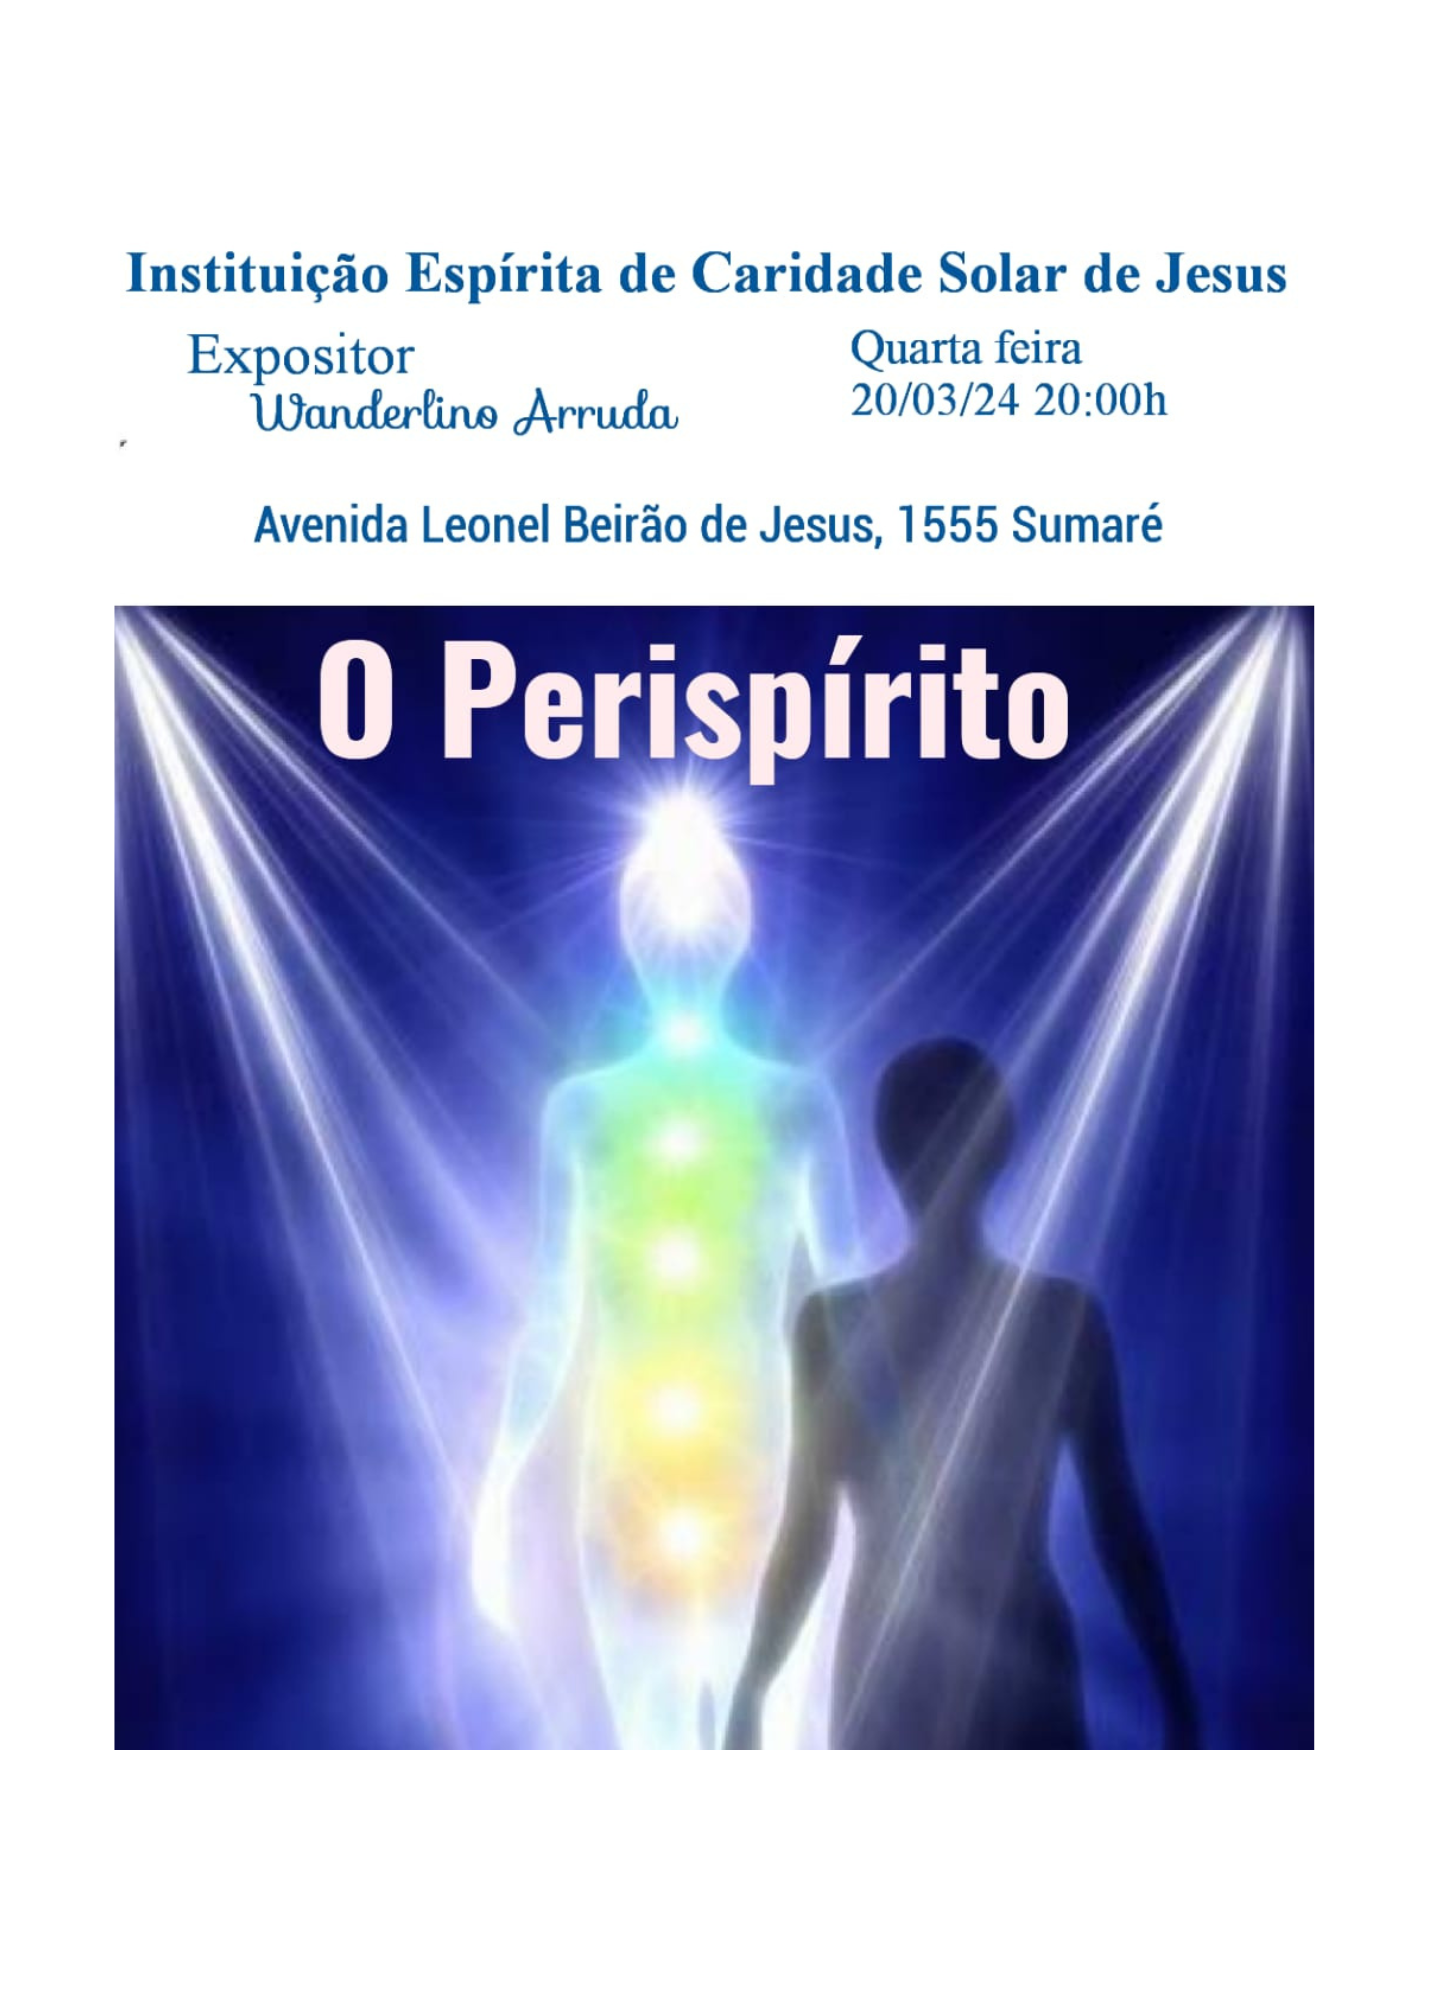 Instituição Espírita de Caridade Solar de Jesus
Expositor
Wanderlino Arruda
Quarta feira
20/03/24 20:00h
Avenida Leonel Beirão de Jesus, 1555 Sumaré
O Perispírito